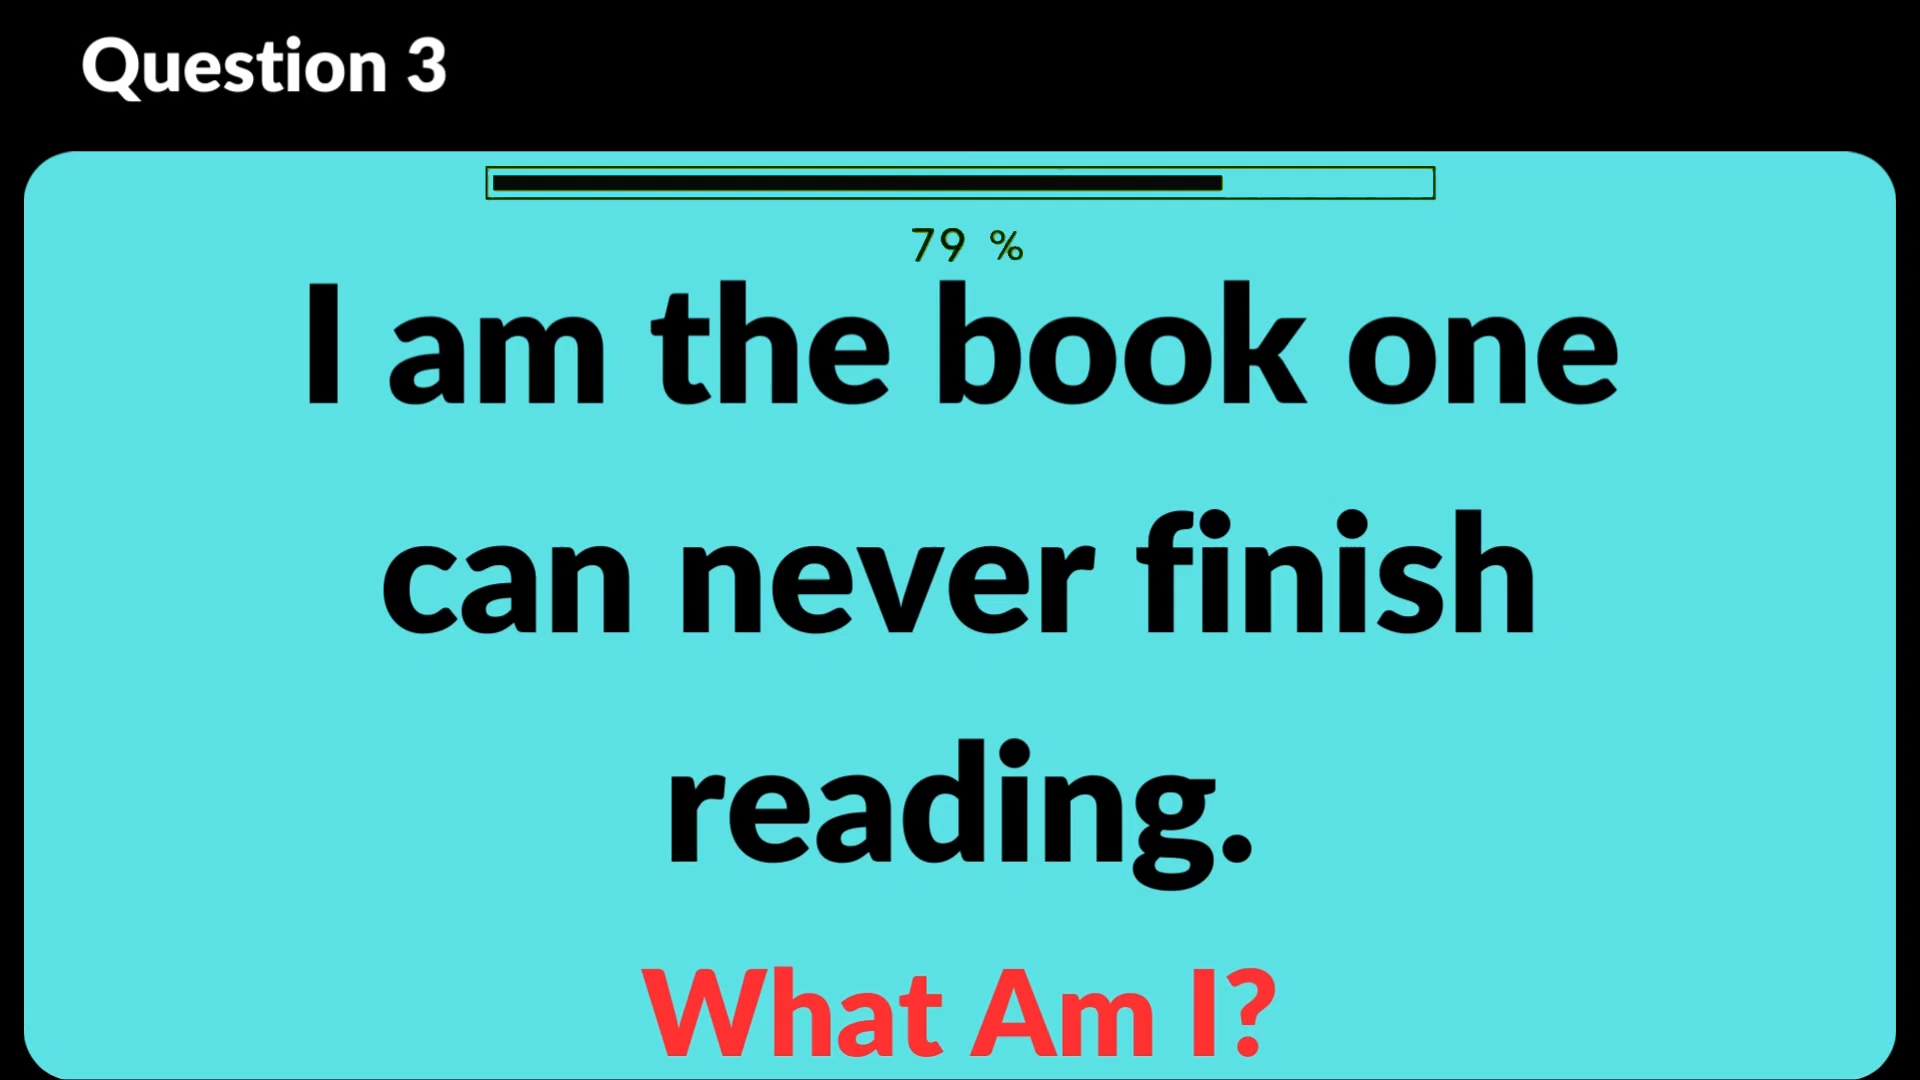 Question 3
79 %
I am the book one
can never finish
reading.
What Am I?